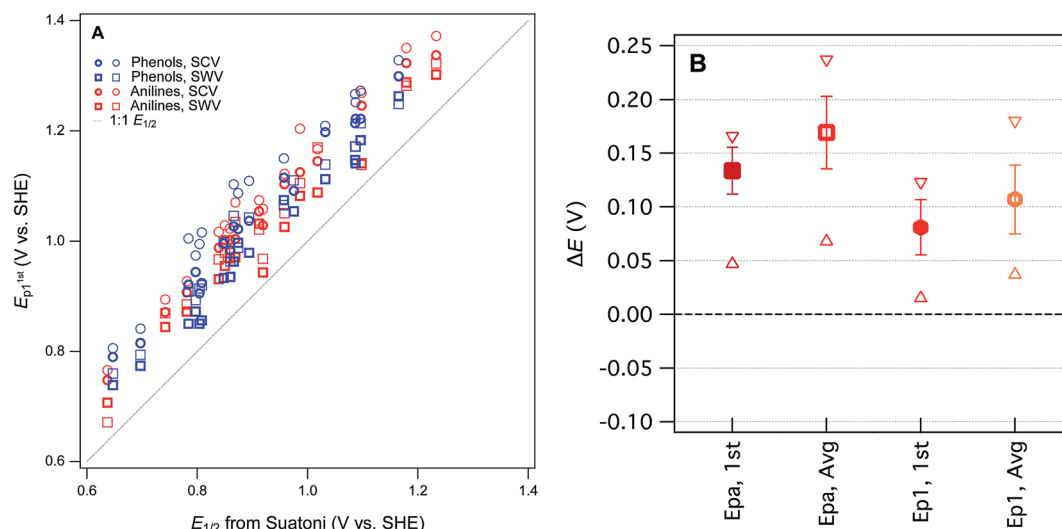 A
Phenols, SCV
Phenols, SWV
Anilines, SCV
Anilines, SWV
1:1 E1/2
1.4
1.2
1.0
0.8
0.6
0.6
0.8
1.0
1.2
1.4
Ep1 1st (V vs. SHE)
E1/2 from Suatoni (V vs. SHE)
B
0.25
0.20
0.15
0.10
0.05
0.00
-0.05
-0.10
ΔE (V)
Epa, 1st
Epa, Avg
Ep1, 1st
Ep1, Avg